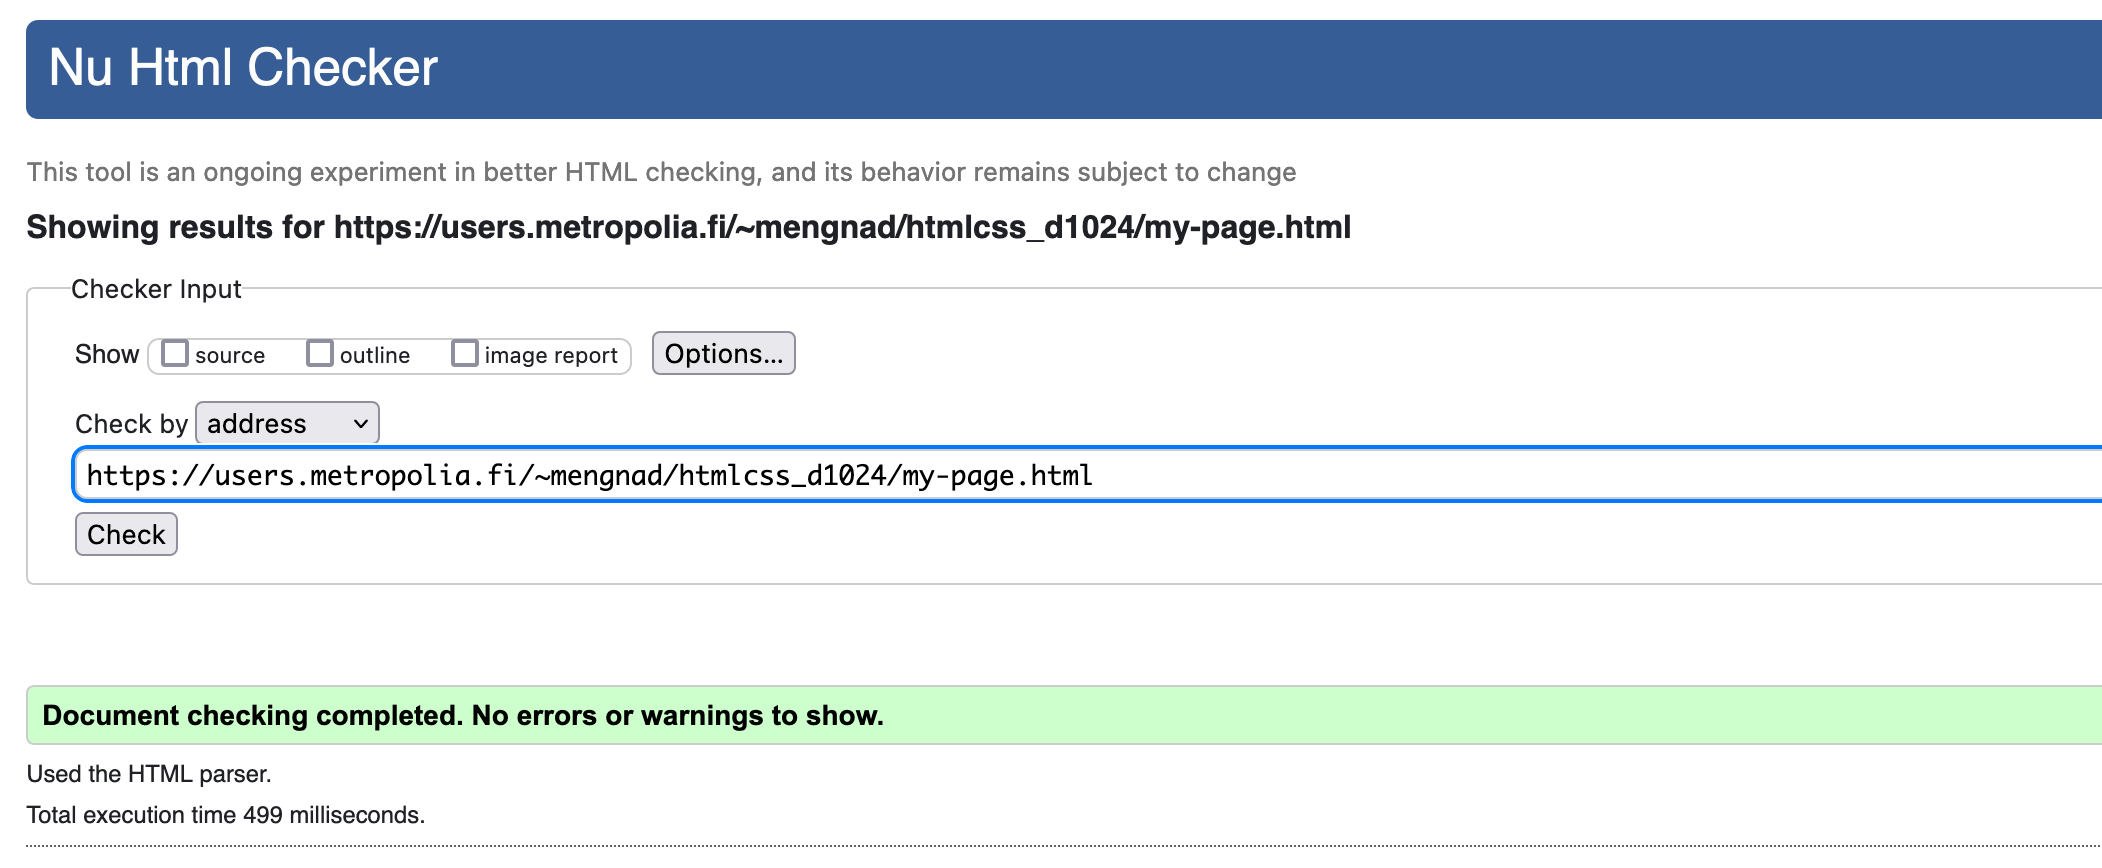 Nu Html Checker
This tool is an ongoing experiment in better HTML checking, and its behavior remains subject to change
Showing results for https://users.metropolia.fi/~mengnad/htmlcss_d1024/my-page.html
Checker Input
Show source outline image report Options...
Check by address
https://users.metropolia.fi/~mengnad/htmlcss_d1024/my-page.html
Check
Document checking completed. No errors or warnings to show.
Used the HTML parser.
Total execution time 499 milliseconds.